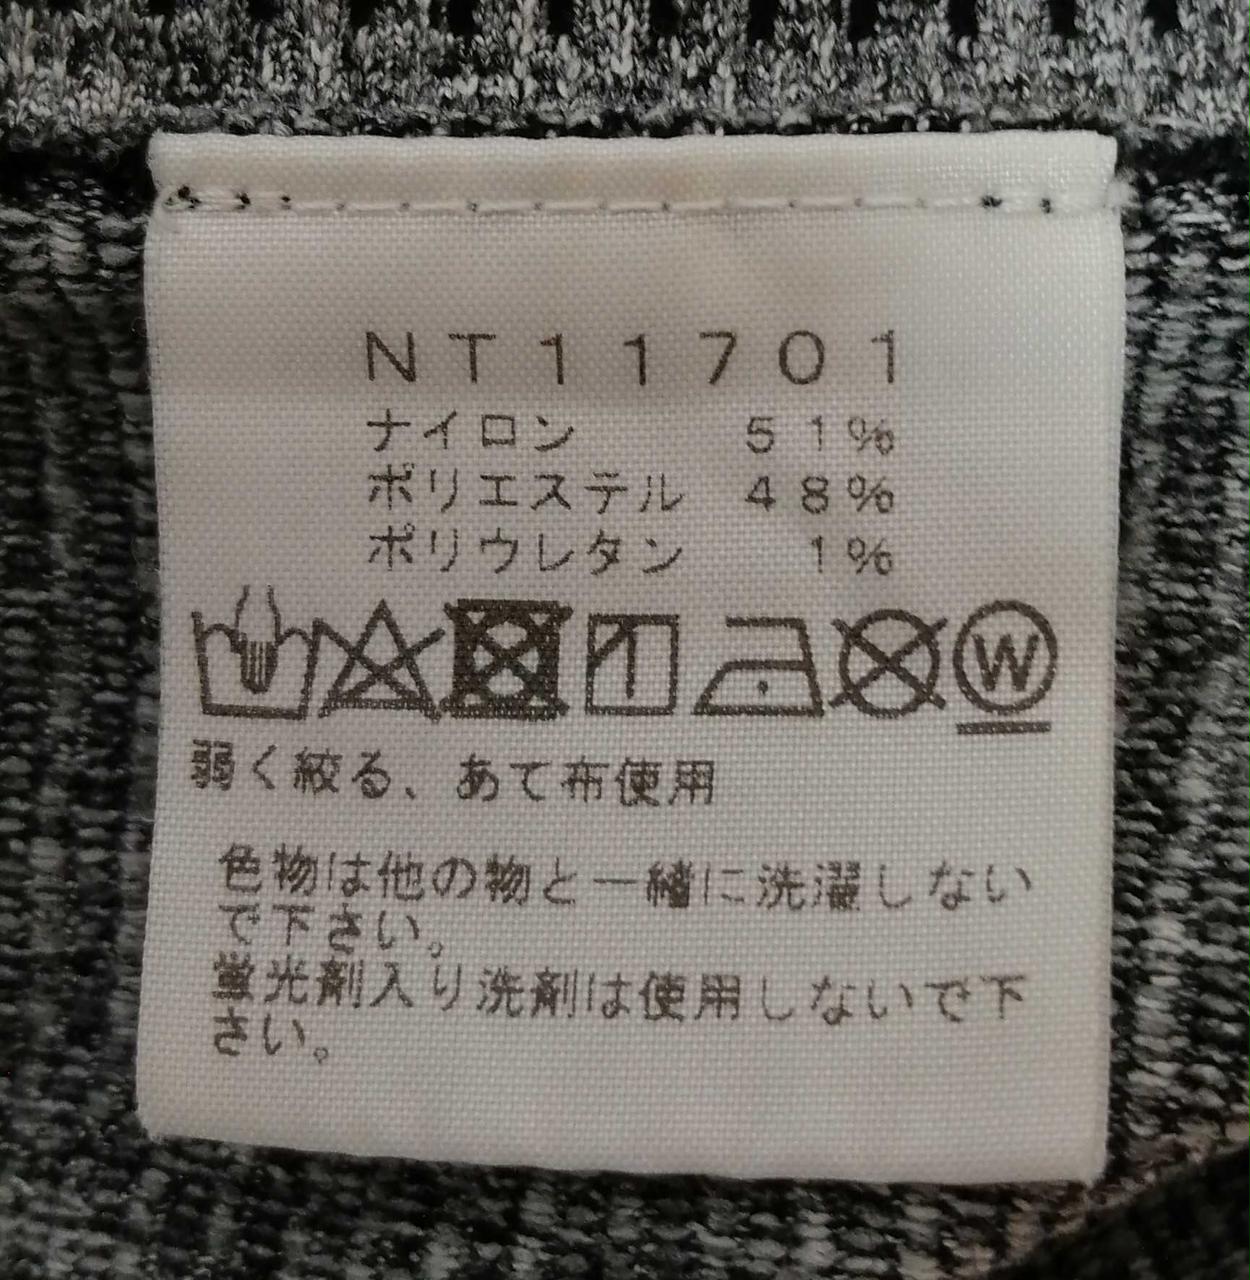 NT11701
ナイロン 51%
ポリエステル 48%
ポリウレタン 1%
W
弱く絞る、あて布使用
色物は他の物と一緒に洗濯しない
で下さい。
蛍光剤入り洗剤は使用しないで下
さい。